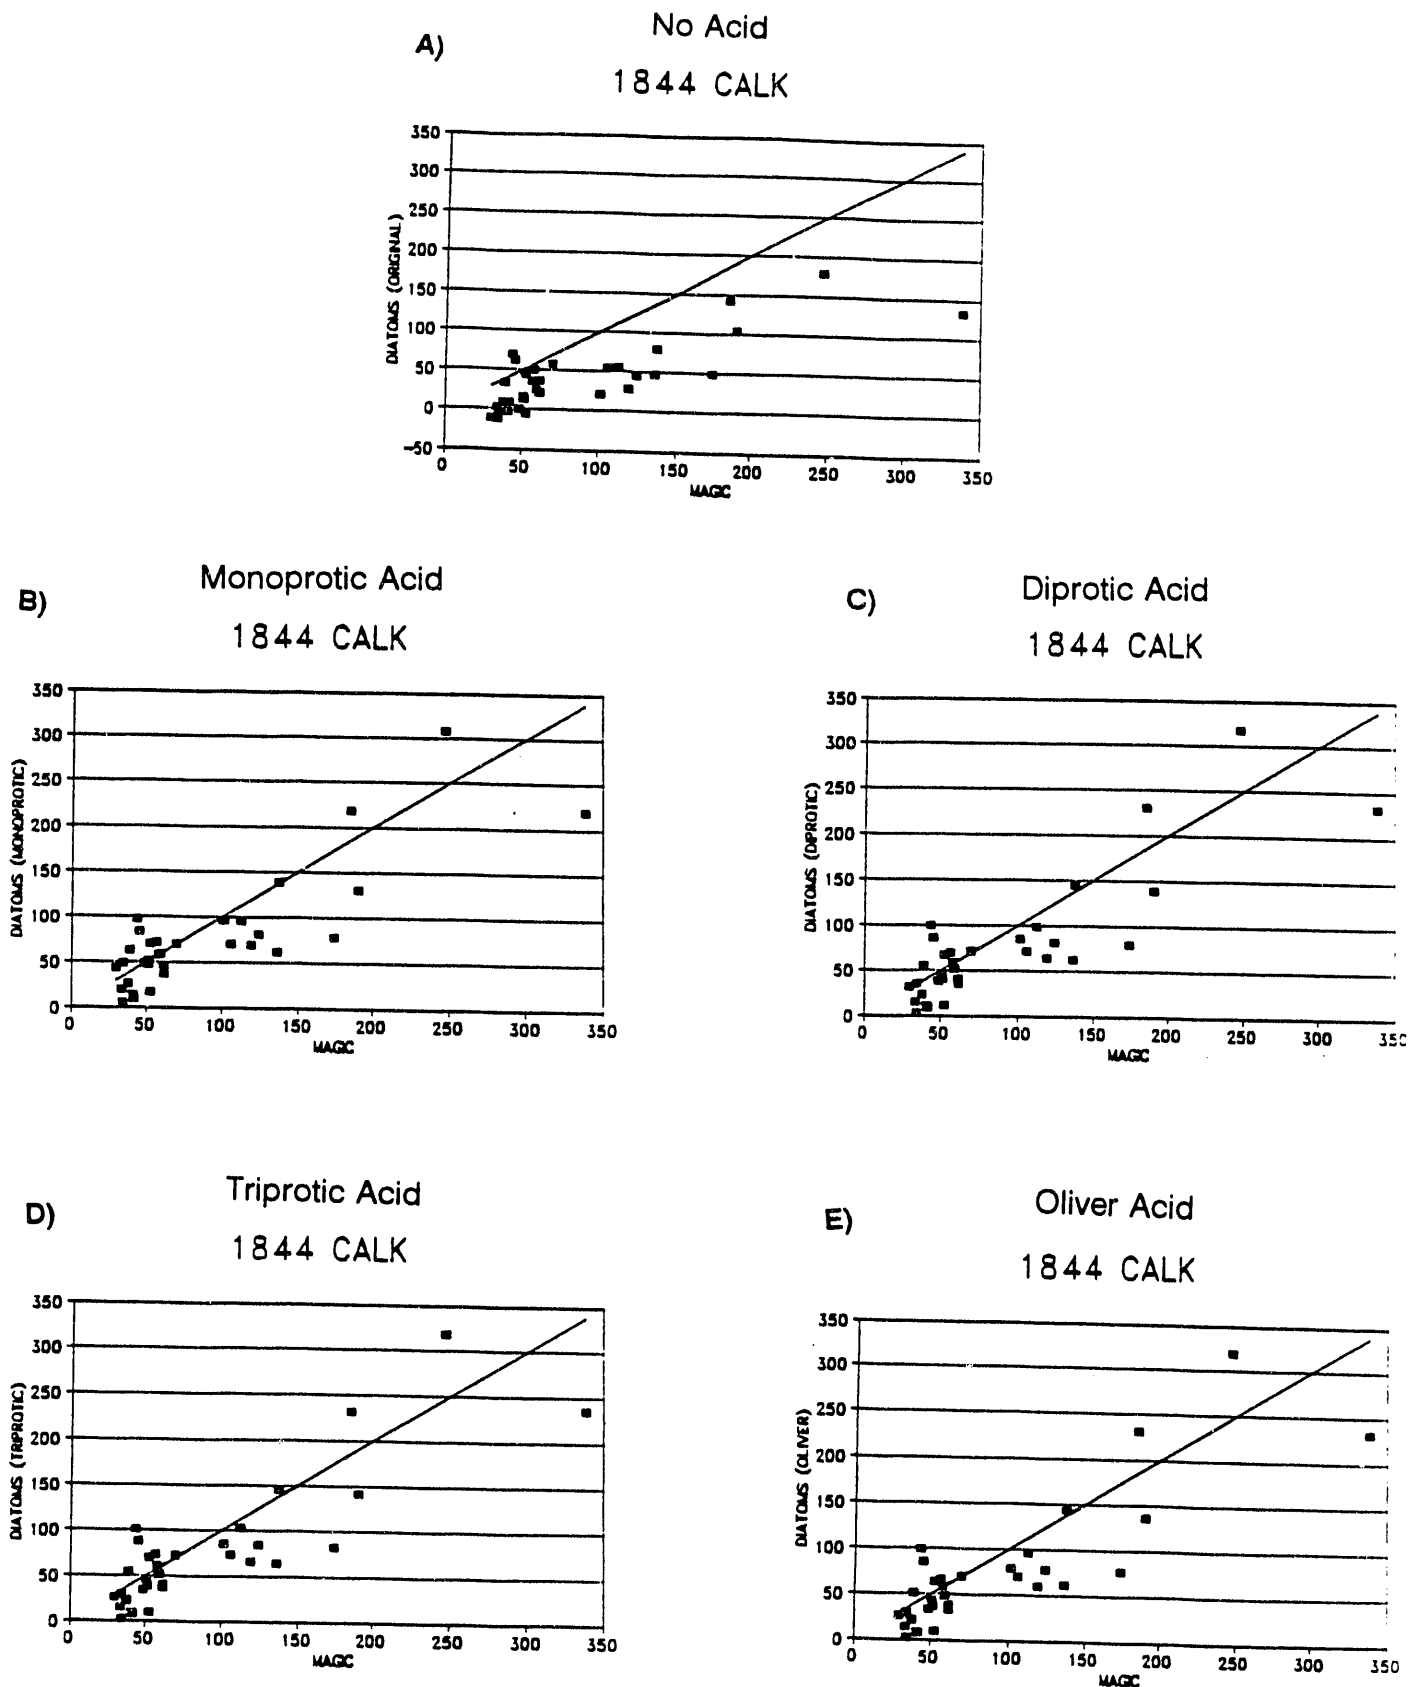 A)
No Acid
1844 CALK
DIATOMS (ORIGINAL)
350
300
250
200
150
100
50
0
-50
0 50 100 150 200 250 300 350
MAGIC
B)
Monoprotic Acid
1844 CALK
DIATOMS (MONOPROTIC)
350
300
250
200
150
100
50
0
0 50 100 150 200 250 300 350
MAGIC
C)
Diprotic Acid
1844 CALK
DIATOMS (DIPROTIC)
350
300
250
200
150
100
50
0
0 50 100 150 200 250 300 350
MAGIC
D)
Triprotic Acid
1844 CALK
DIATOMS (TRIPROTIC)
350
300
250
200
150
100
50
0
0 50 100 150 200 250 300 350
MAGIC
E)
Oliver Acid
1844 CALK
DIATOMS (OLIVER)
350
300
250
200
150
100
50
0
0 50 100 150 200 250 300 350
MAGIC